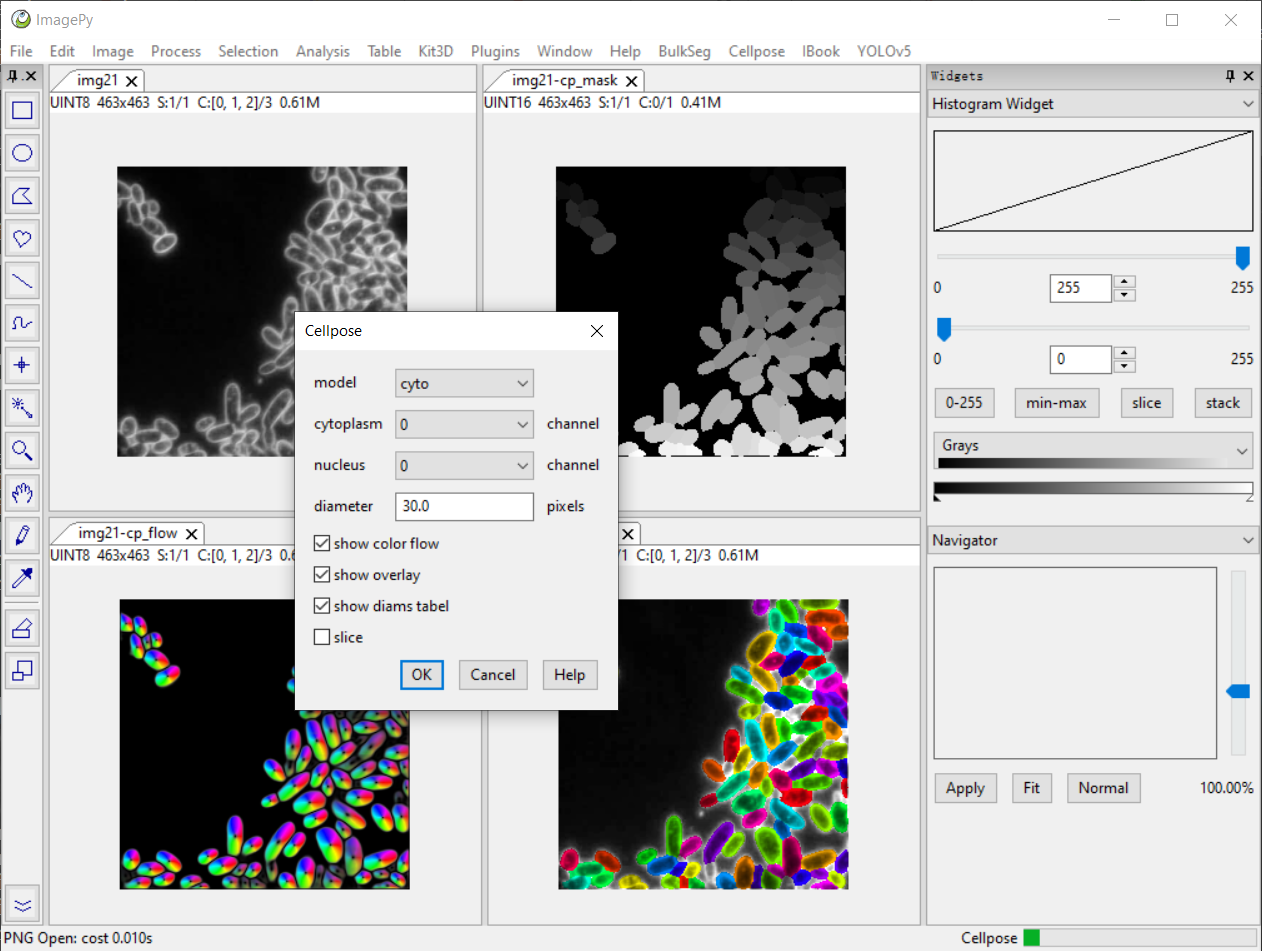 ImagePy
File Edit Image Process Selection Analysis Table Kit3D Plugins Window Help BulkSeg Cellpose IBook YOLOv5
img21
UINT8 463x463 S:1/1 C:[0, 1, 2]/3 0.61M
img21-cp_mask
UINT16 463x463 S:1/1 C:0/1 0.41M
Cellpose
model cyto
cytoplasm 0 channel
nucleus 0 channel
diameter 30.0 pixels
show color flow
show overlay
show diams tabel
slice
OK Cancel Help
img21-cp_flow
UINT8 463x463 S:1/1 C:[0, 1, 2]/3
C:[0, 1, 2]/3 0.61M
Widgets
Histogram Widget
0 255 255
0 0 255
0-255 min-max slice stack
Grays
Navigator
Apply Fit Normal 100.00%
PNG Open: cost 0.010s
Cellpose